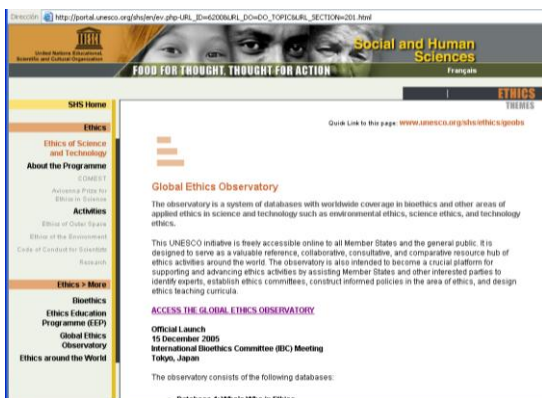 Dirección http://portal.unesco.org/shs/en/ev.php-URL_ID=6200&URL_DO=DO_TOPIC&URL_SECTION=201.html
United Nations Educational,
Scientific and Cultural Organization
Social and Human
Sciences
FOOD FOR THOUGHT, THOUGHT FOR ACTION
Français
ETHICS
THEMES
SHS Home
Ethics
Ethics of Science
and Technology
About the Programme
COMEST
Avicenna Prize for
Ethics in Science
Activities
Ethics of Outer Space
Ethics of the Environment
Code of Conduct for Scientists
Research
Ethics > More
Bioethics
Ethics Education
Programme (EEP)
Global Ethics
Observatory
Ethics around the World
Quick Link to this page: www.unesco.org/shs/ethics/geobs
Global Ethics Observatory
The observatory is a system of databases with worldwide coverage in bioethics and other areas of
applied ethics in science and technology such as environmental ethics, science ethics, and technology
ethics.
This UNESCO initiative is freely accessible online to all Member States and the general public. It is
designed to serve as a valuable reference, collaborative, consultative, and comparative resource hub of
ethics activities around the world. The observatory is also intended to become a crucial platform for
supporting and advancing ethics activities by assisting Member States and other interested parties to
identify experts, establish ethics committees, construct informed policies in the area of ethics, and design
ethics teaching curricula.
ACCESS THE GLOBAL ETHICS OBSERVATORY
Official Launch
15 December 2005
International Bioethics Committee (IBC) Meeting
Tokyo, Japan
The observatory consists of the following databases: